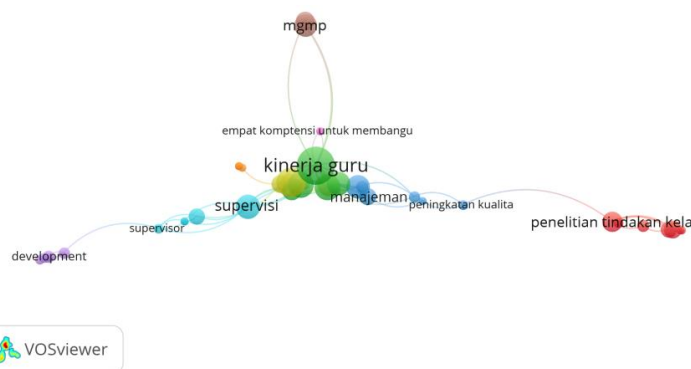 mgmp
empat komptensi untuk membangu
kinerja guru
manajeman
supervisi
peningkatan kualita
penelitian tindakan kela
supervisor
development
VOSviewer